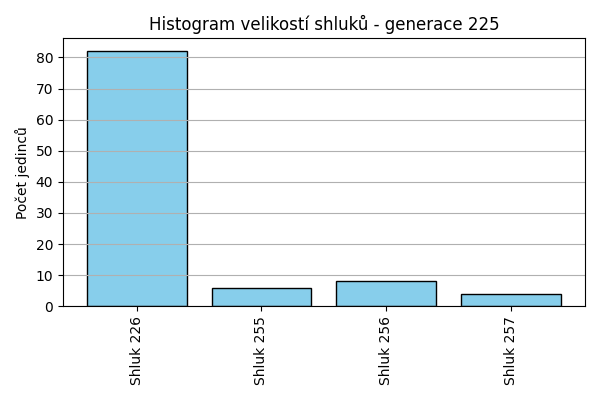 Histogram velikostí shluků - generace 225
Počet jedinců
80
70
60
50
40
30
20
10
0
Shluk 226
Shluk 255
Shluk 256
Shluk 257